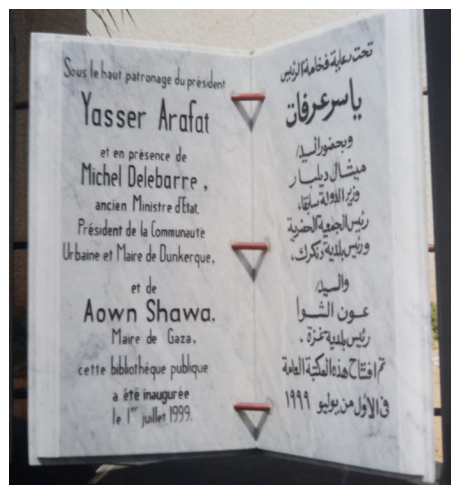 Sous le haut patronage du président
Yasser Arafat
et en présence de
Michel Delebarre,
ancien Ministre d'Etat,
Président de la Communauté
Urbaine et Maire de Dunkerque,
et de
Aown Shawa,
Maire de Gaza,
cette bibliothèque publique
a été inaugurée
le 1er juillet 1999.
تحت رعاية فخامة الرئيس
ياسر عرفات
وبحضور السيد/
ميشال ديلبار
وزير الدولة سابقا،
رئيس الجمعية الحضرية
ورئيس بلدية دنكرك،
والسيد/
عون الشوا
رئيس بلدية غزة،
تم افتتاح هذه المكتبة العامة
في الأول من يوليو ١٩٩٩